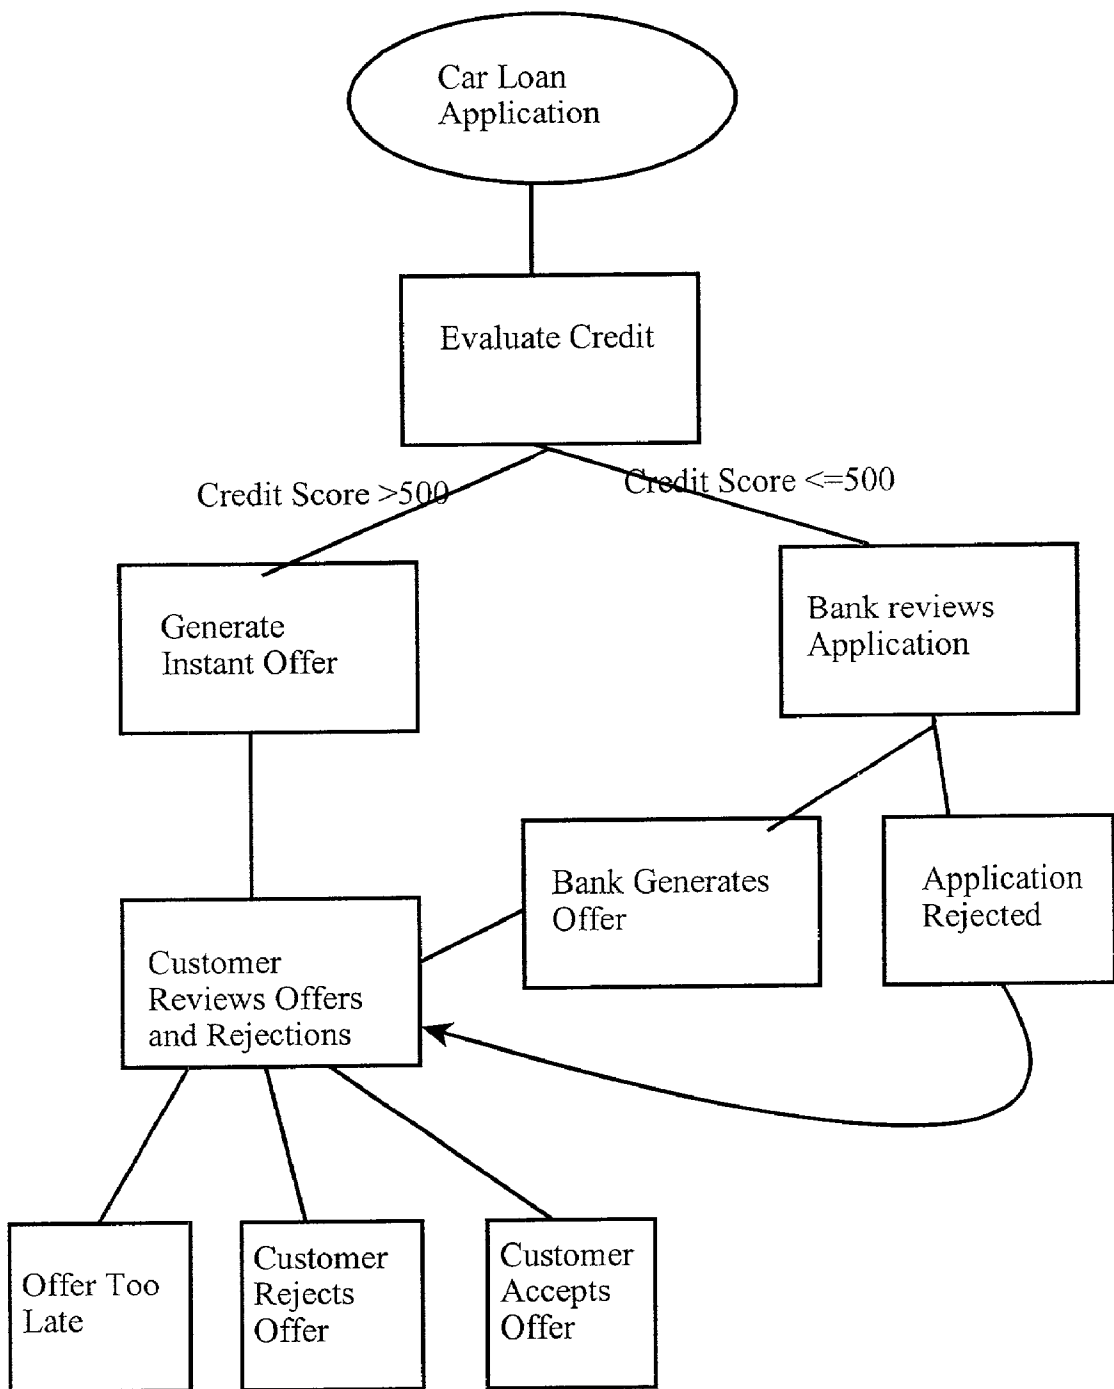 Car Loan
Application
Evaluate Credit
Credit Score >500
Credit Score <=500
Generate
Instant Offer
Bank reviews
Application
Bank Generates
Offer
Application
Rejected
Customer
Reviews Offers
and Rejections
Offer Too
Late
Customer
Rejects
Offer
Customer
Accepts
Offer